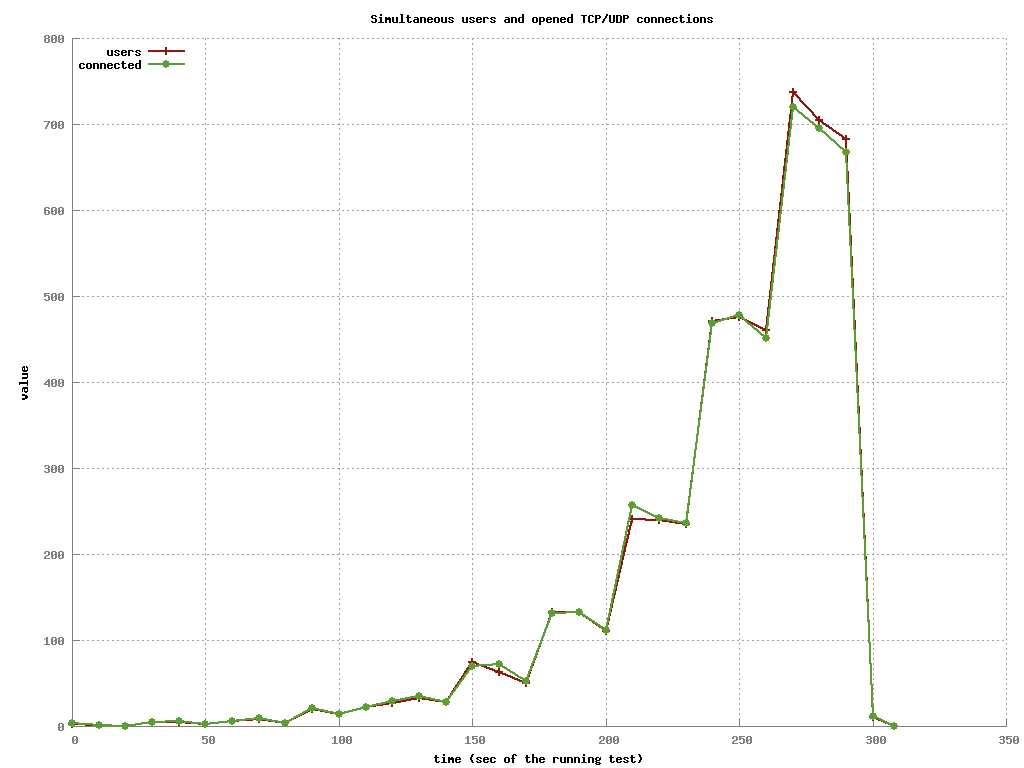 Simultaneous users and opened TCP/UDP connections
800
users
connected
700
600
500
400
value
300
200
100
0
0 50 100 150 200 250 300 350
time (sec of the running test)